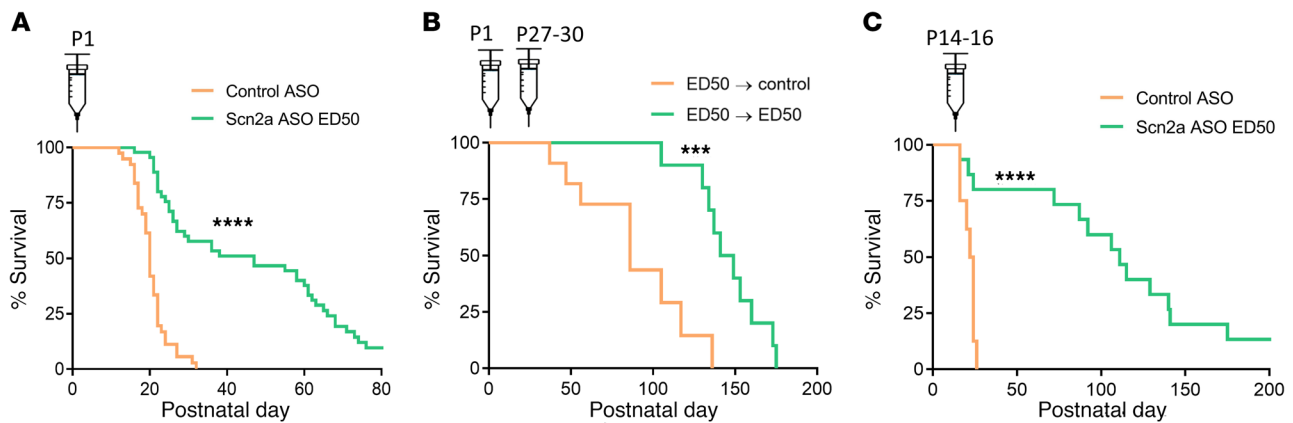 A
P1
Control ASO
Scn2a ASO ED50
****
100
75
50
25
0
% Survival
0 20 40 60 80
Postnatal day
B
P1 P27-30
ED50 → control
ED50 → ED50
***
100
75
50
25
0
% Survival
0 50 100 150 200
Postnatal day
C
P14-16
Control ASO
Scn2a ASO ED50
****
100
75
50
25
0
% Survival
0 50 100 150 200
Postnatal day